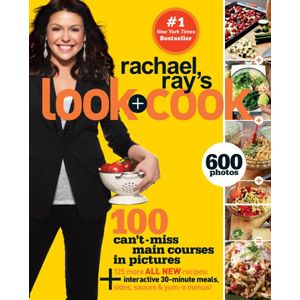 #1
New York Times
Bestseller
rachael
ray's
look+cook
600
photos
100
can't-miss
main courses
in pictures
125 more ALL NEW recipes:
+ interactive 30-minute meals,
sides, sauces & yum-o menus!